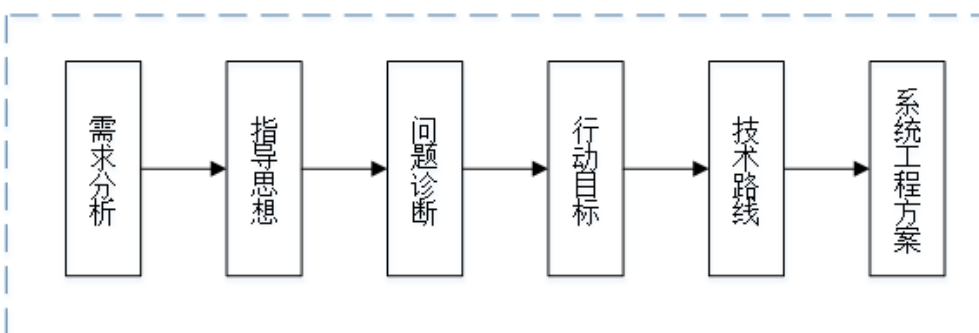 需求分析
指导思想
问题诊断
行动目标
技术路线
系统工程方案